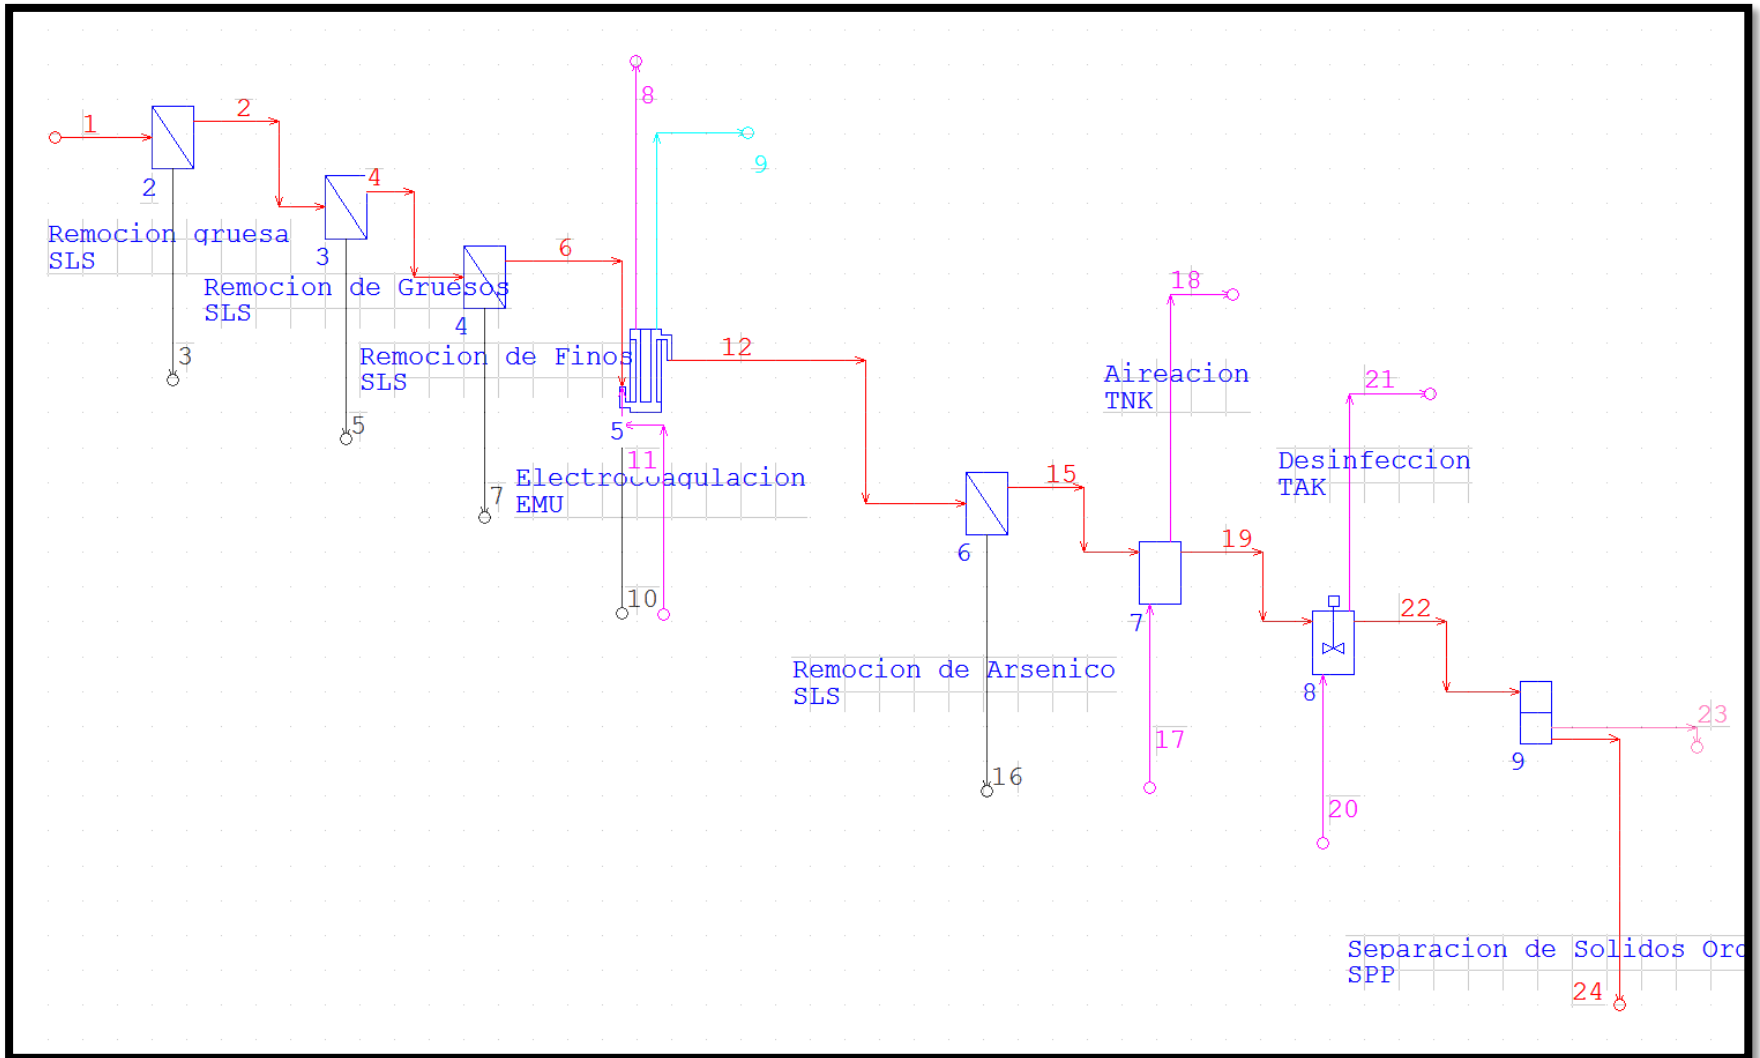 8
1
2
9
2
4
Remocion gruesa
SLS
3
6
18
Remocion de Gruesos
SLS
4
12
3
Remocion de Finos
SLS
Aireacion
TNK
21
5
5
11
Desinfeccion
TAK
7
Electrocoagulacion
EMU
15
6
19
10
22
7
Remocion de Arsenico
SLS
8
23
17
9
16
20
Separacion de Solidos
SPP
24